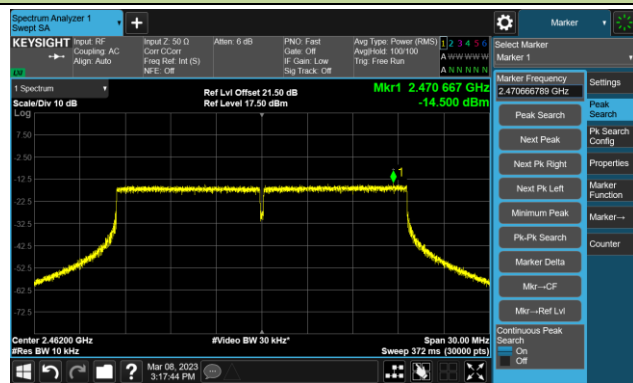 Spectrum Analyzer 1
Swept SA
Marker
KEYSIGHT
Input: RF
Coupling: AC
Align: Auto
Input Z: 50 Ω
Corr CCorr
Freq Ref: Int (S)
NFE: Off
Atten: 6 dB
PNO: Fast
Gate: Off
IF Gain: Low
Sig Track: Off
Avg Type: Power (RMS)
Avg|Hold: 100/100
Trig: Free Run
1 2 3 4 5 6
A W W W W W
A N N N N N
LXI
Select Marker
Marker 1
1 Spectrum
Scale/Div 10 dB
Log
Ref Lvl Offset 21.50 dB
Ref Level 17.50 dBm
Mkr1 2.470 667 GHz
-14.500 dBm
1
7.50
-2.50
-12.5
-22.5
-32.5
-42.5
-52.5
-62.5
-72.5
Center 2.46200 GHz
#Res BW 10 kHz
#Video BW 30 kHz*
Span 30.00 MHz
Sweep 372 ms (30000 pts)
Marker Frequency
2.470666789 GHz
Peak Search
Next Peak
Next Pk Right
Next Pk Left
Minimum Peak
Pk-Pk Search
Marker Delta
Mkr→CF
Mkr→Ref Lvl
Continuous Peak
Search
On
Off
Settings
Peak
Search
Pk Search
Config
Properties
Marker
Function
Marker→
Counter
?
Mar 08, 2023
3:17:44 PM